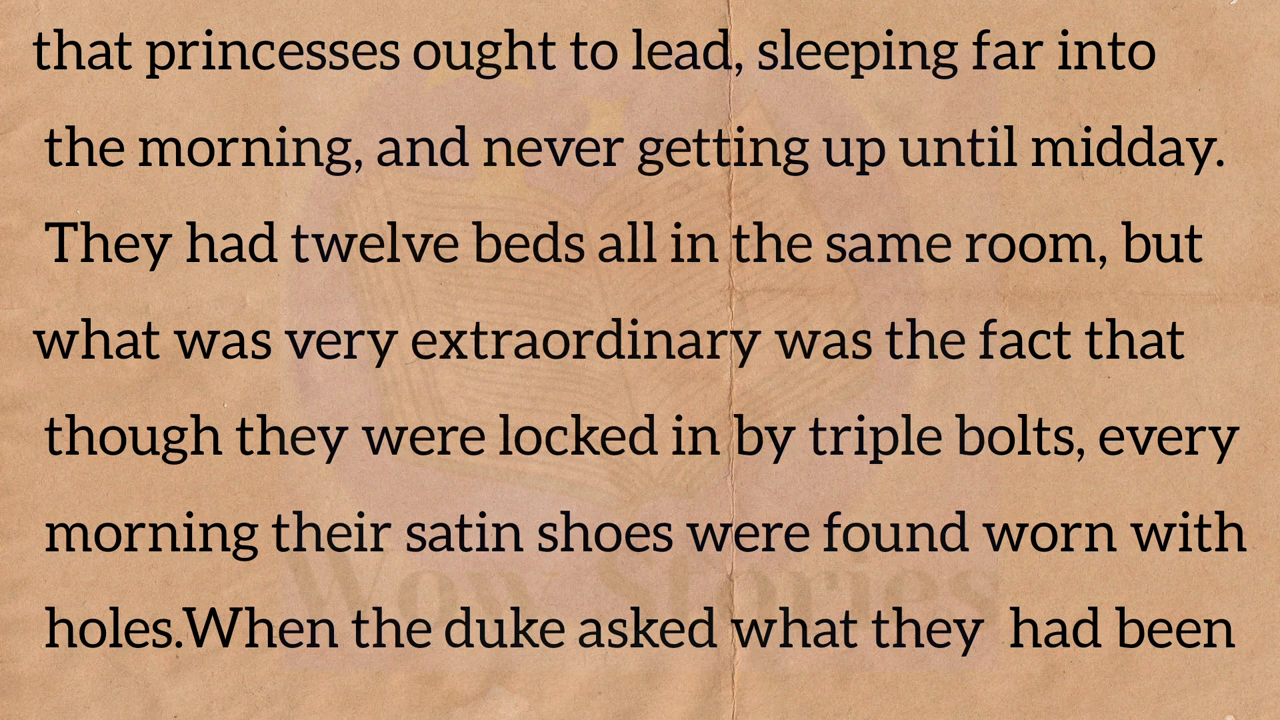 that princesses ought to lead, sleeping far into
the morning, and never getting up until midday.
They had twelve beds all in the same room, but
what was very extraordinary was the fact that
though they were locked in by triple bolts, every
morning their satin shoes were found worn with
holes.When the duke asked what they  had been
Wow Stories